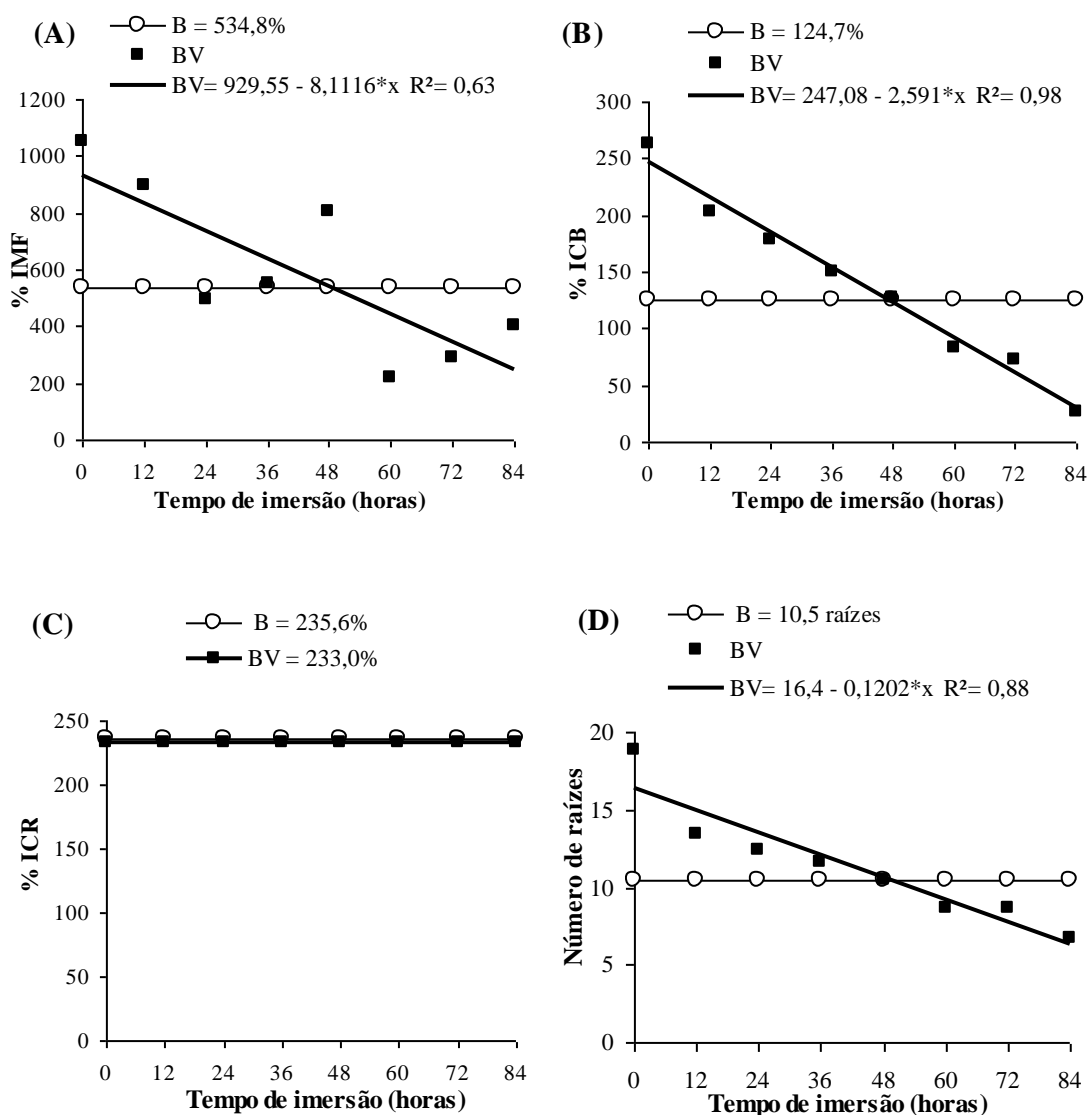 (A)
B = 534,8%
BV
BV= 929,55 - 8,1116*x R²= 0,63
% IMF
1200
1000
800
600
400
200
0
0 12 24 36 48 60 72 84
Tempo de imersão (horas)
(B)
B = 124,7%
BV
BV= 247,08 - 2,591*x R²= 0,98
% ICB
300
250
200
150
100
50
0
0 12 24 36 48 60 72 84
Tempo de imersão (horas)
(C)
B = 235,6%
BV = 233,0%
% ICR
250
200
150
100
50
0
0 12 24 36 48 60 72 84
Tempo de imersão (horas)
(D)
B = 10,5 raízes
BV
BV= 16,4 - 0,1202*x R²= 0,88
Número de raízes
20
15
10
5
0
0 12 24 36 48 60 72 84
Tempo de imersão (horas)